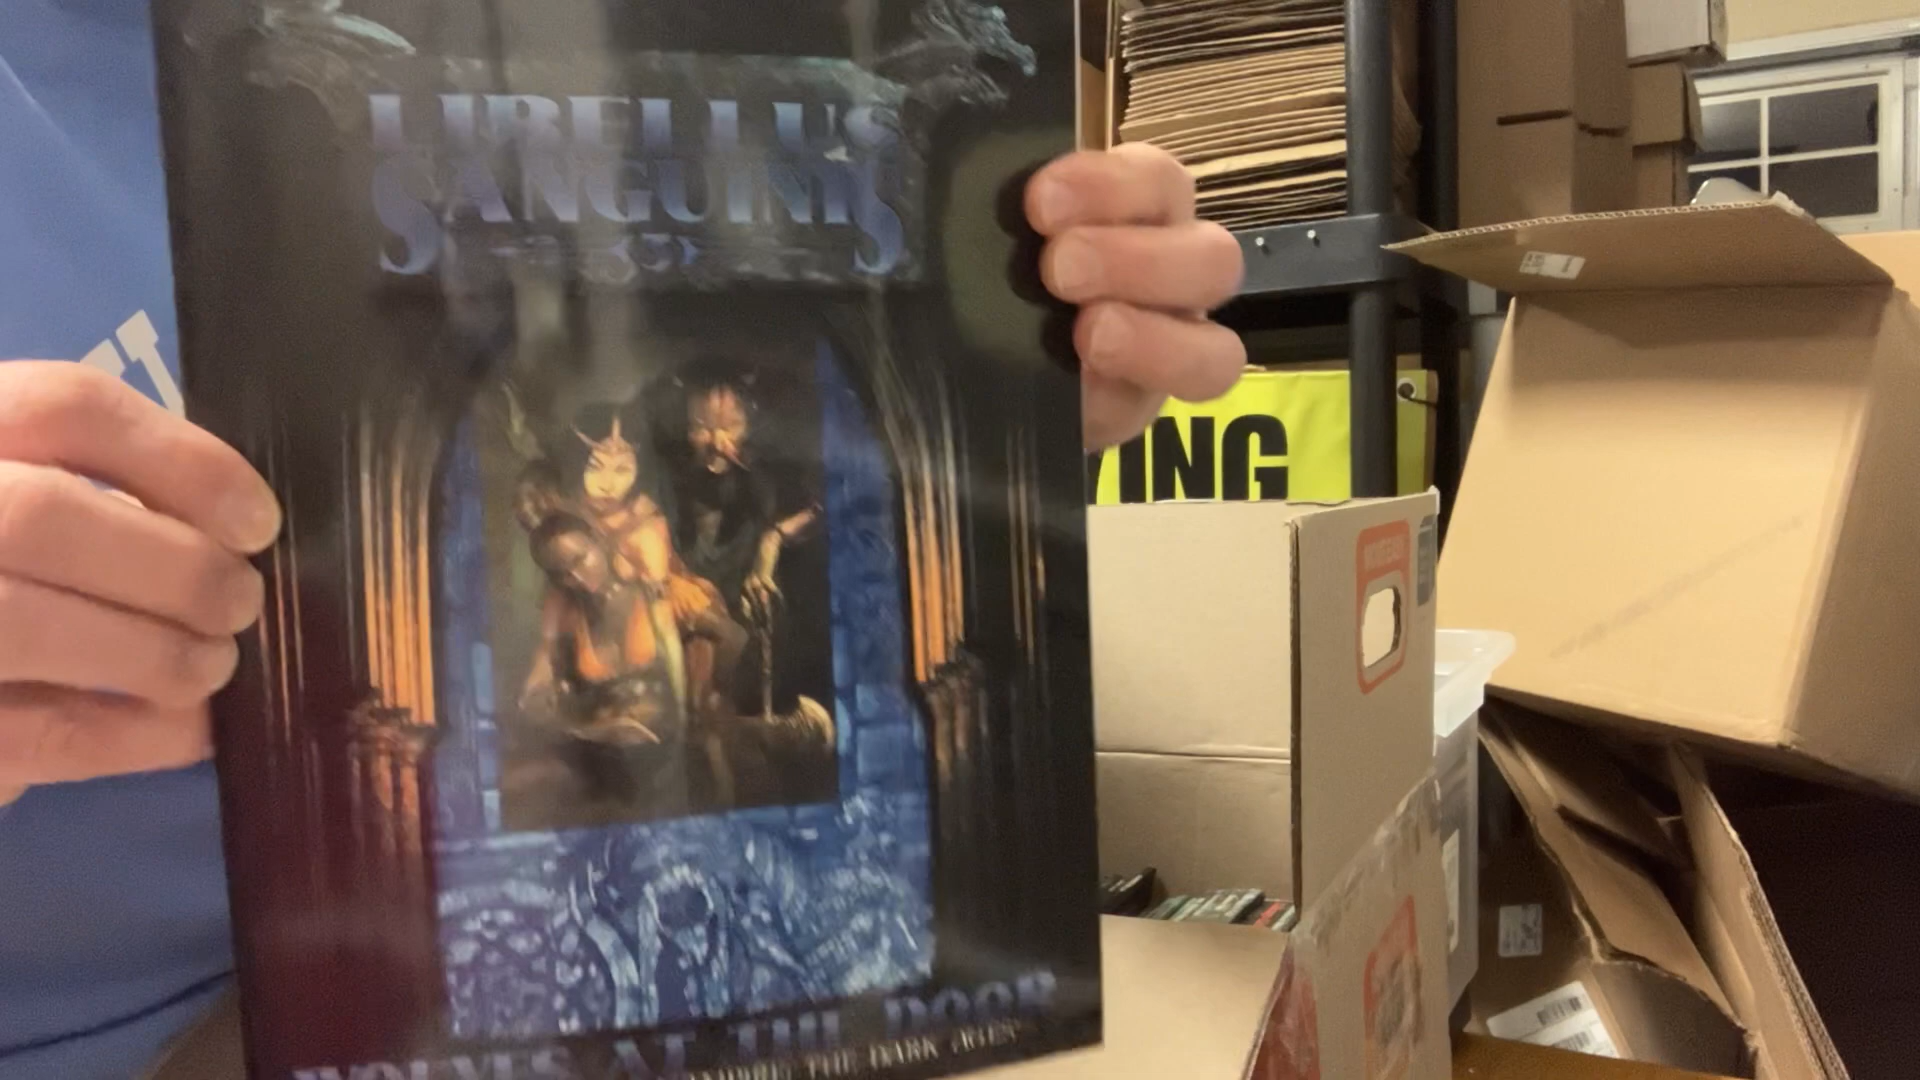 LIBELLUS
SANGUINIS
ING
WOLVES AT THE DOOR
THE DARK AGES